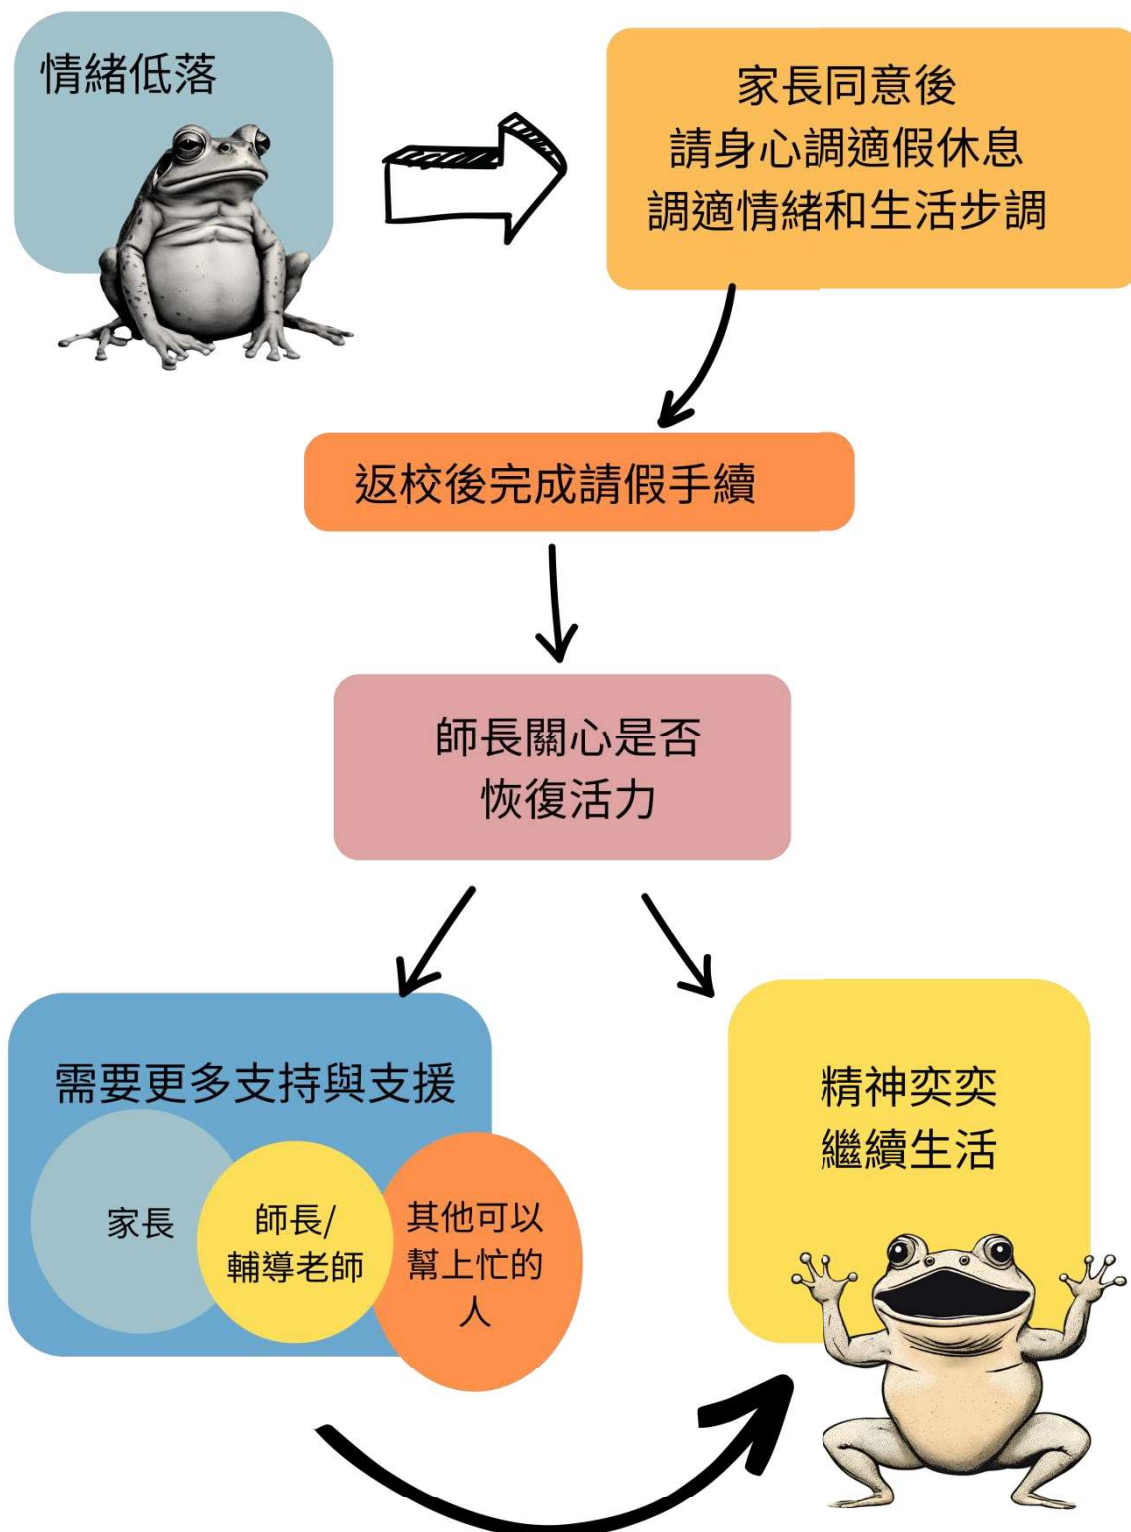 情緒低落
家長同意後
請身心調適假休息
調適情緒和生活步調
返校後完成請假手續
師長關心是否
恢復活力
需要更多支持與支援
家長
師長/
輔導老師
其他可以
幫上忙的
人
精神奕奕
繼續生活